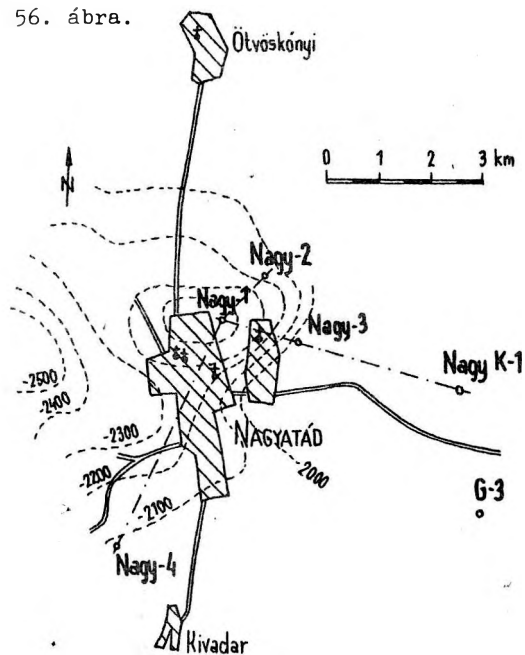 56. ábra.
Ötvöskónyi
0 1 2 3 km
N
Nagy-2
Nagy-1
Nagy-3
Nagy K-1
-2500
-2400
-2300
NAGYATÁD
-2200
-2000
-2100
G-3
Nagy-4
Kivadar